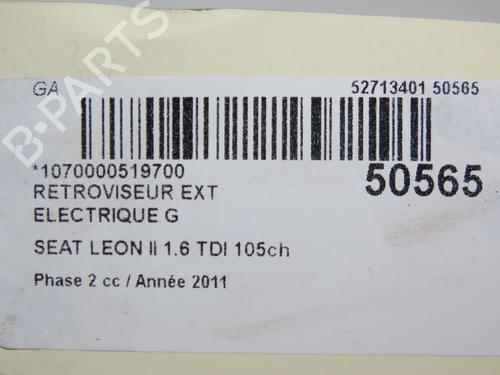 GA 52713401 50565
*1070000519700 50565
RETROVISEUR EXT
ELECTRIQUE G
SEAT LEON II 1.6 TDI 105ch
Phase 2 cc / Année 2011
B-PARTS